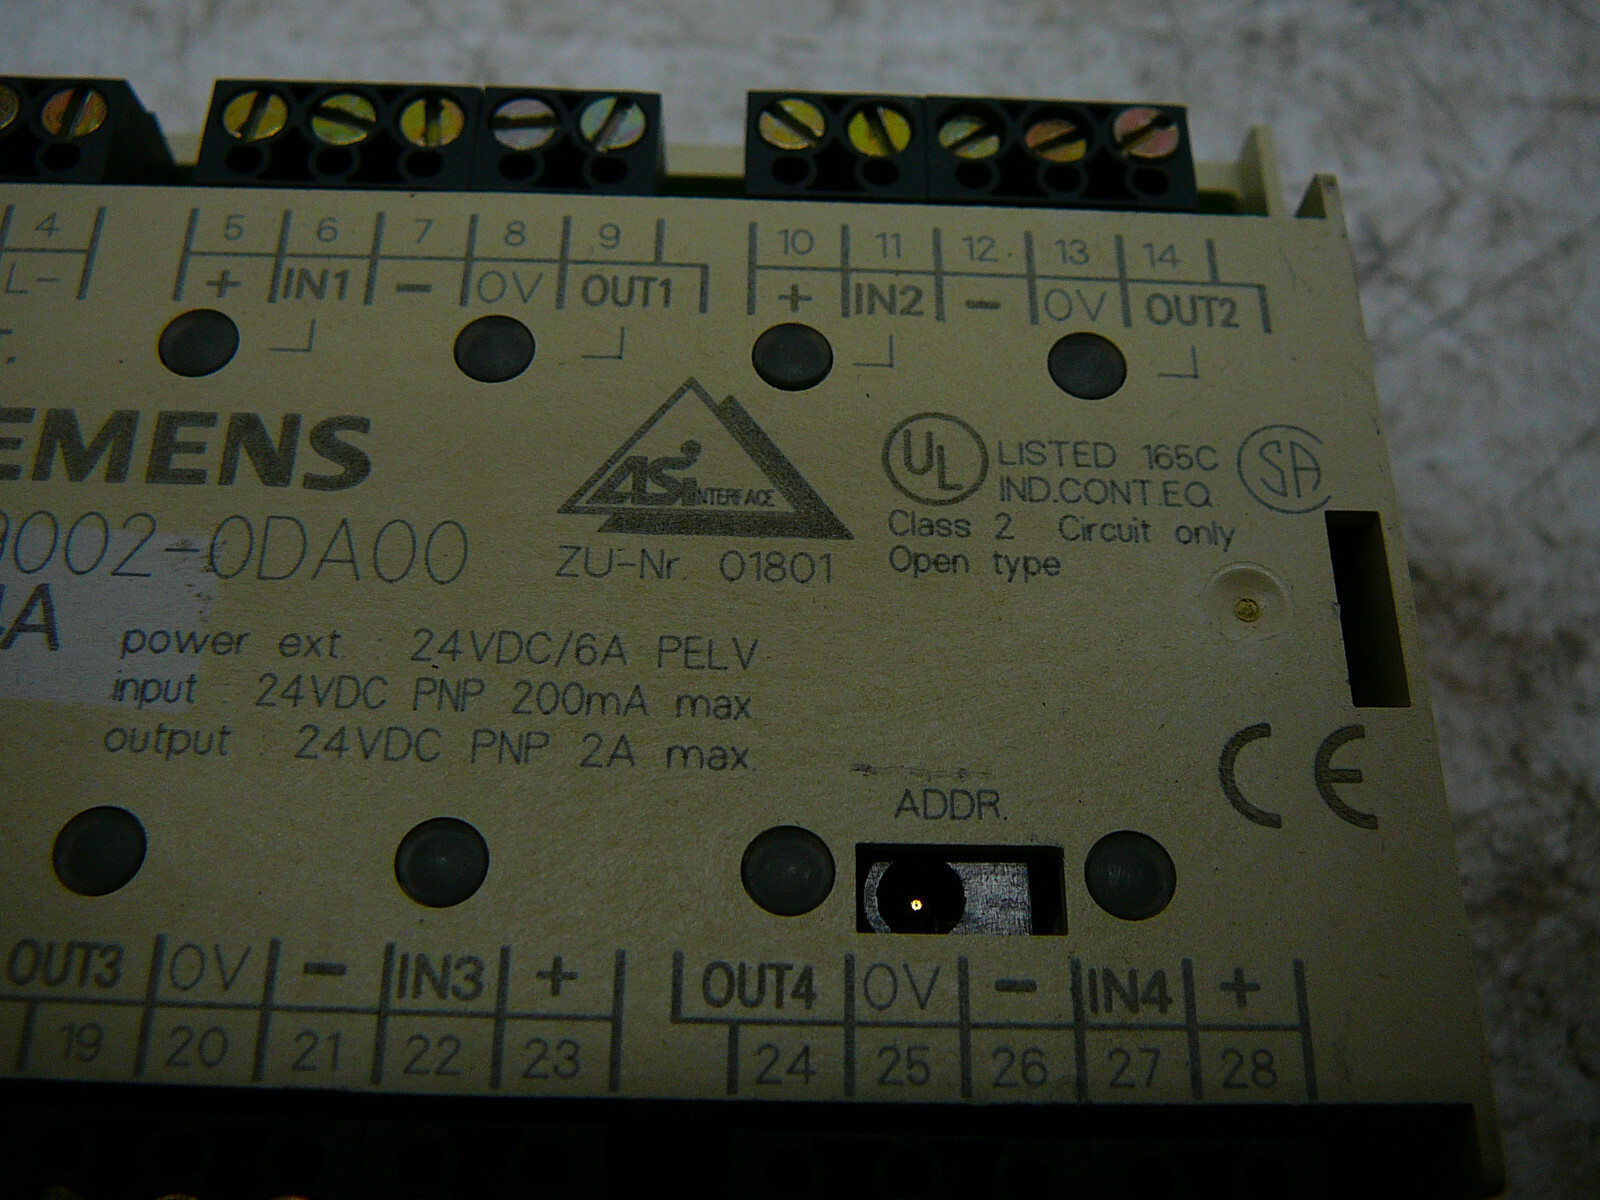 4 5 6 7 8 9 10 11 12 13 14
L- + IN1 - 0V OUT1 + IN2 - 0V OUT2
EMENS
ASi INTERFACE
UL LISTED 165C SA
IND.CONT.EQ.
Class 2 Circuit only
Open type
9002-0DA00
ZU-Nr. 01801
4A
power ext. : 24VDC/6A PELV
input : 24VDC PNP 200mA max.
output : 24VDC PNP 2A max.
CE
ADDR.
OUT3 0V - IN3 + OUT4 0V - IN4 +
19 20 21 22 23 24 25 26 27 28